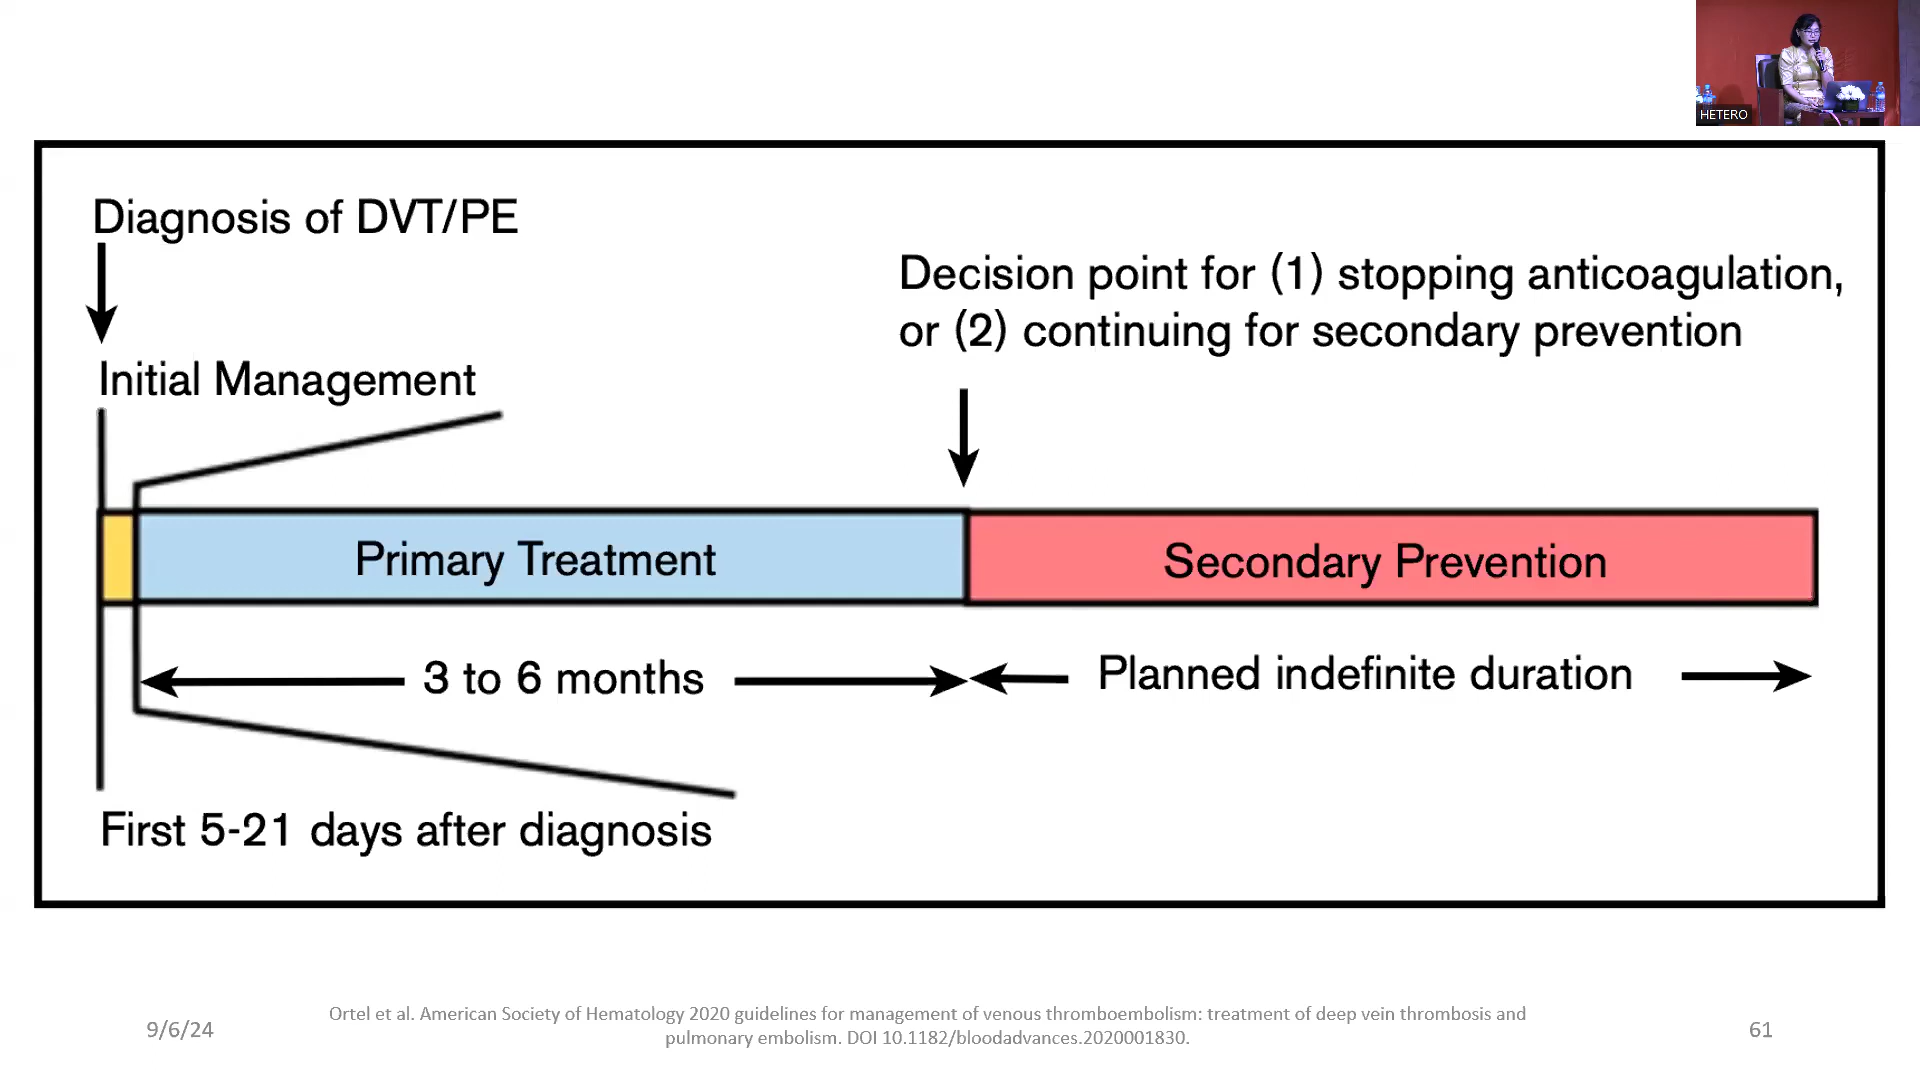 HETERO
Diagnosis of DVT/PE
Decision point for (1) stopping anticoagulation,
or (2) continuing for secondary prevention
Initial Management
Primary Treatment
Secondary Prevention
3 to 6 months
Planned indefinite duration
First 5-21 days after diagnosis
9/6/24
Ortel et al. American Society of Hematology 2020 guidelines for management of venous thromboembolism: treatment of deep vein thrombosis and
pulmonary embolism. DOI 10.1182/bloodadvances.2020001830.
61